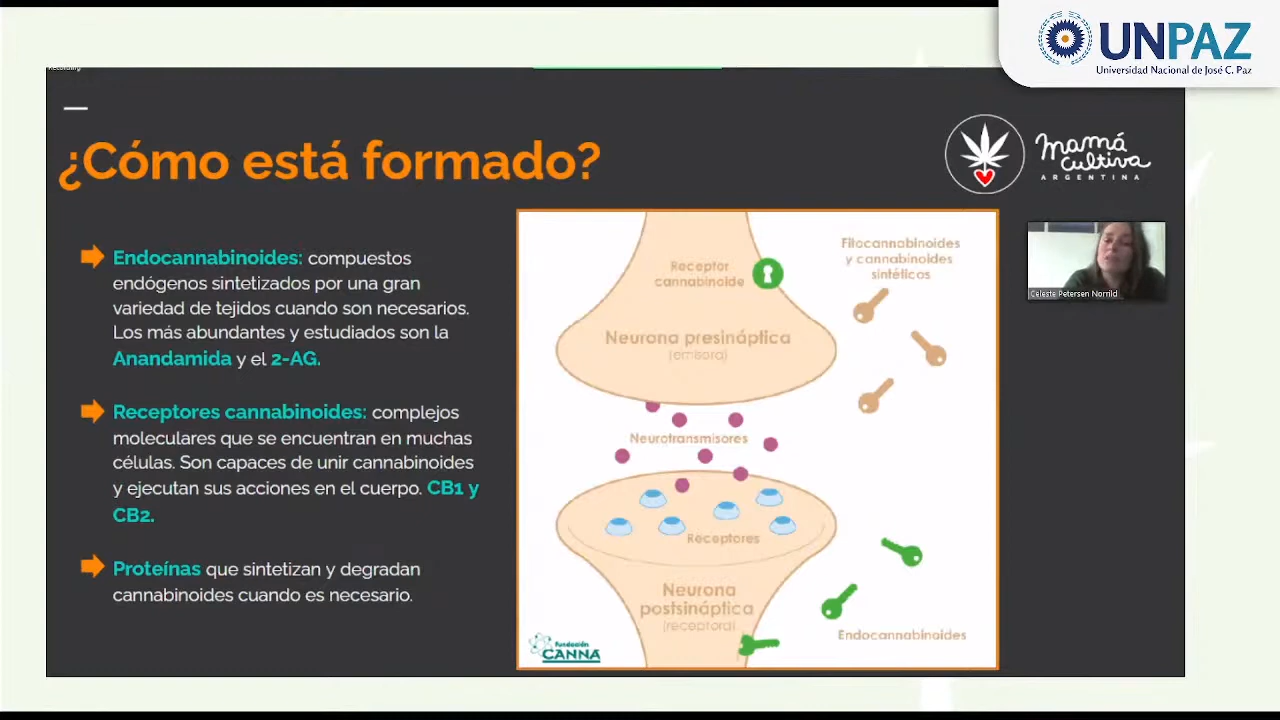 UNPAZ
Universidad Nacional de José C. Paz
Recording
¿Cómo está formado?
mamá
cultiva
ARGENTINA
Endocannabinoides: compuestos
endógenos sintetizados por una gran
variedad de tejidos cuando son necesarios.
Los más abundantes y estudiados son la
Anandamida y el 2-AG.
Receptores cannabinoides: complejos
moleculares que se encuentran en muchas
células. Son capaces de unir cannabinoides
y ejecutan sus acciones en el cuerpo. CB1 y
CB2.
Proteínas que sintetizan y degradan
cannabinoides cuando es necesario.
Receptor
cannabinoide
Fitocannabinoides
y cannabinoides
sintéticos
Neurona presináptica
(emisora)
Neurotransmisores
Receptores
Neurona
postsináptica
(receptora)
Endocannabinoides
Fundación
CANNA
Celeste Petersen Norrild